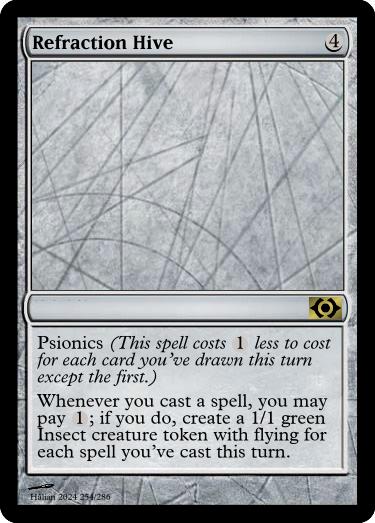 Refraction Hive 4
Psionics (This spell costs 1 less to cost
for each card you've drawn this turn
except the first.)
Whenever you cast a spell, you may
pay 1; if you do, create a 1/1 green
Insect creature token with flying for
each spell you've cast this turn.
Hålian 2024 254/286